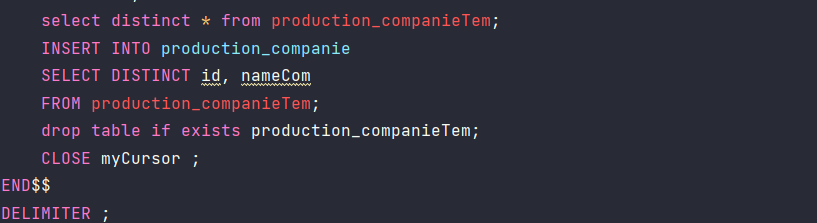 select distinct * from production_companieTem;
INSERT INTO production_companie
SELECT DISTINCT id, nameCom
FROM production_companieTem;
drop table if exists production_companieTem;
CLOSE myCursor ;
END$$
DELIMITER ;